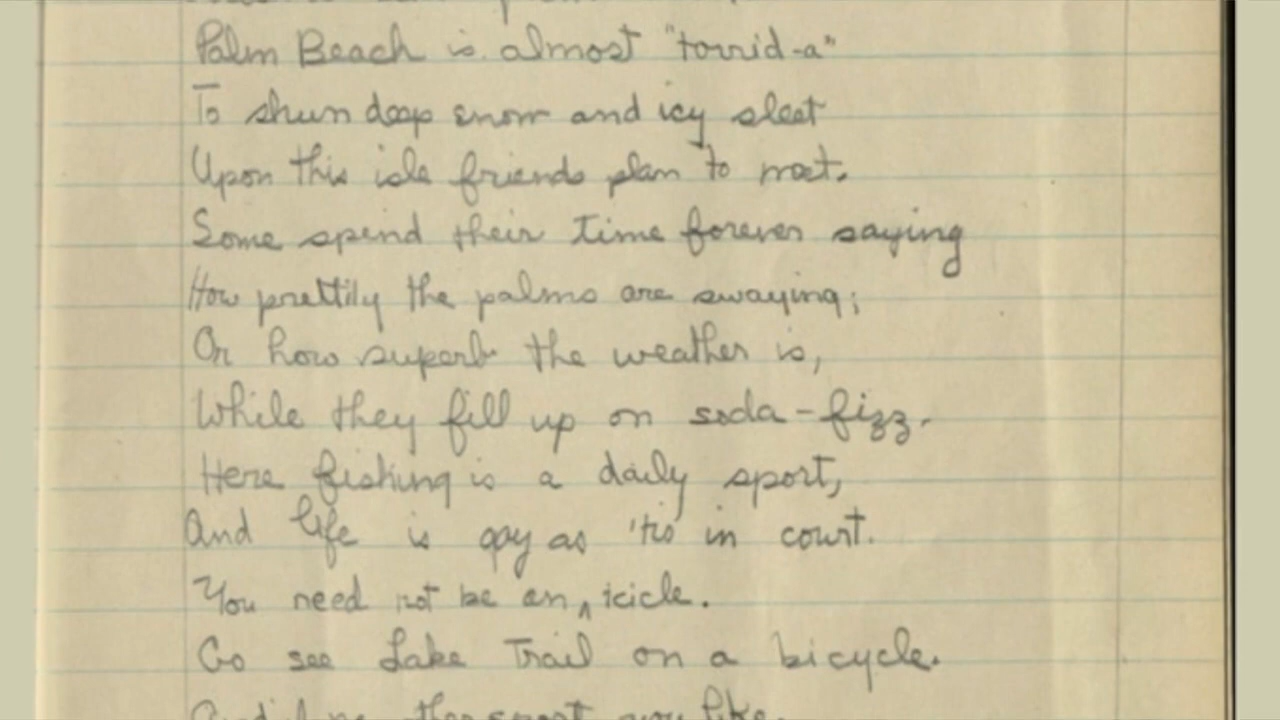 Palm Beach is almost "torrid-a"
To shun deep snow and icy sleet
Upon this isle friends plan to meet.
Some spend their time forever saying
How prettily the palms are swaying;
Or how superb the weather is,
While they fill up on soda-fizz.
Here fishing is a daily sport,
And life is gay as 'tis in court.
You need not be an ^ icicle.
Go see Lake Trail on a bicycle.
you like.